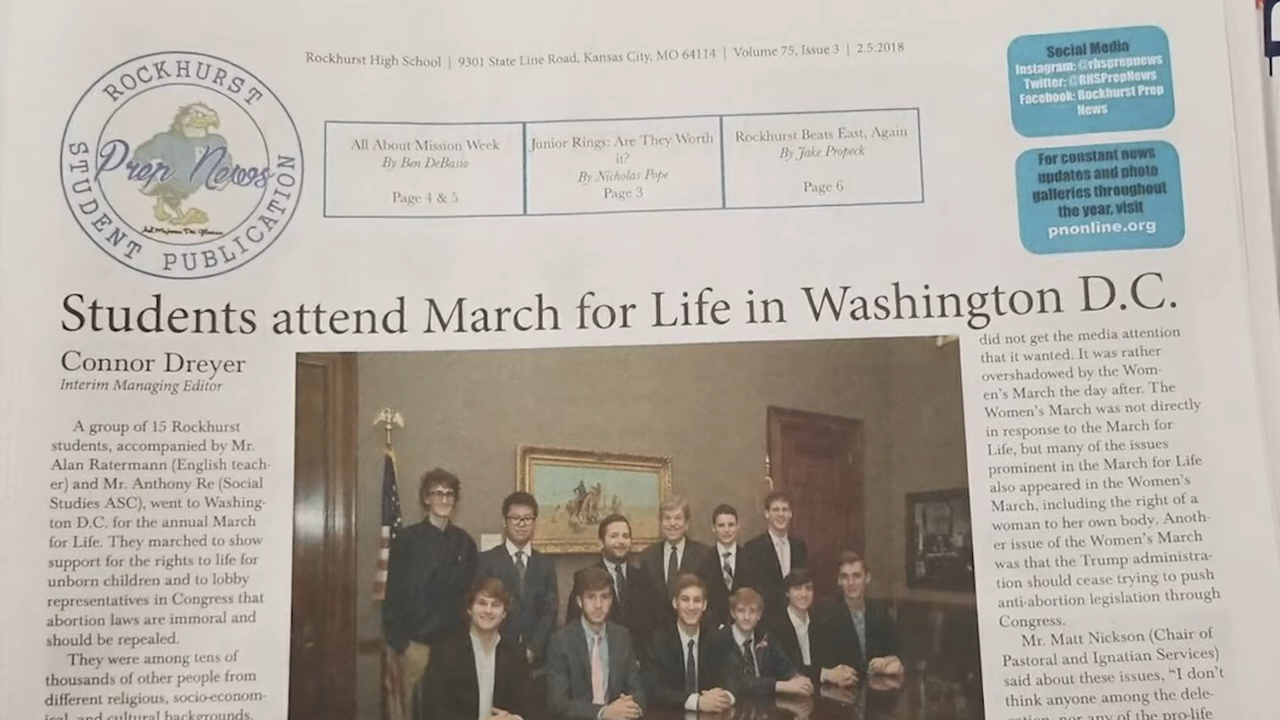 Rockhurst High School | 9301 State Line Road, Kansas City, MO 64114 | Volume 75, Issue 3 | 2.5.2018
ROCKHURST
Prep News
STUDENT PUBLICATION
All About Mission Week
By Ben DeBasio
Page 4 & 5
Junior Rings: Are They Worth
it?
By Nicholas Pope
Page 3
Rockhurst Beats East, Again
By Jake Propeck
Page 6
Social Media
Instagram: @rhsprepnews
Twitter: @RHSPrepNews
Facebook: Rockhurst Prep
News
For constant news
updates and photo
galleries throughout
the year, visit
pnonline.org
Students attend March for Life in Washington D.C.
Connor Dreyer
Interim Managing Editor
A group of 15 Rockhurst
students, accompanied by Mr.
Alan Ratermann (English teach-
er) and Mr. Anthony Re (Social
Studies ASC), went to Washing-
ton D.C. for the annual March
for Life. They marched to show
support for the rights to life for
unborn children and to lobby
representatives in Congress that
abortion laws are immoral and
should be repealed.
They were among tens of
thousands of other people from
different religious, socio-econom-
ical, and cultural backgrounds.
did not get the media attention
that it wanted. It was rather
overshadowed by the Wom-
en's March the day after. The
Women's March was not directly
in response to the March for
Life, but many of the issues
prominent in the March for Life
also appeared in the Women's
March, including the right of a
woman to her own body. Anoth-
er issue of the Women's March
was that the Trump administra-
tion should cease trying to push
anti-abortion legislation through
Congress.
Mr. Matt Nickson (Chair of
Pastoral and Ignatian Services)
said about these issues, "I don't
think anyone among the dele-
gation, nor any of the pro-life